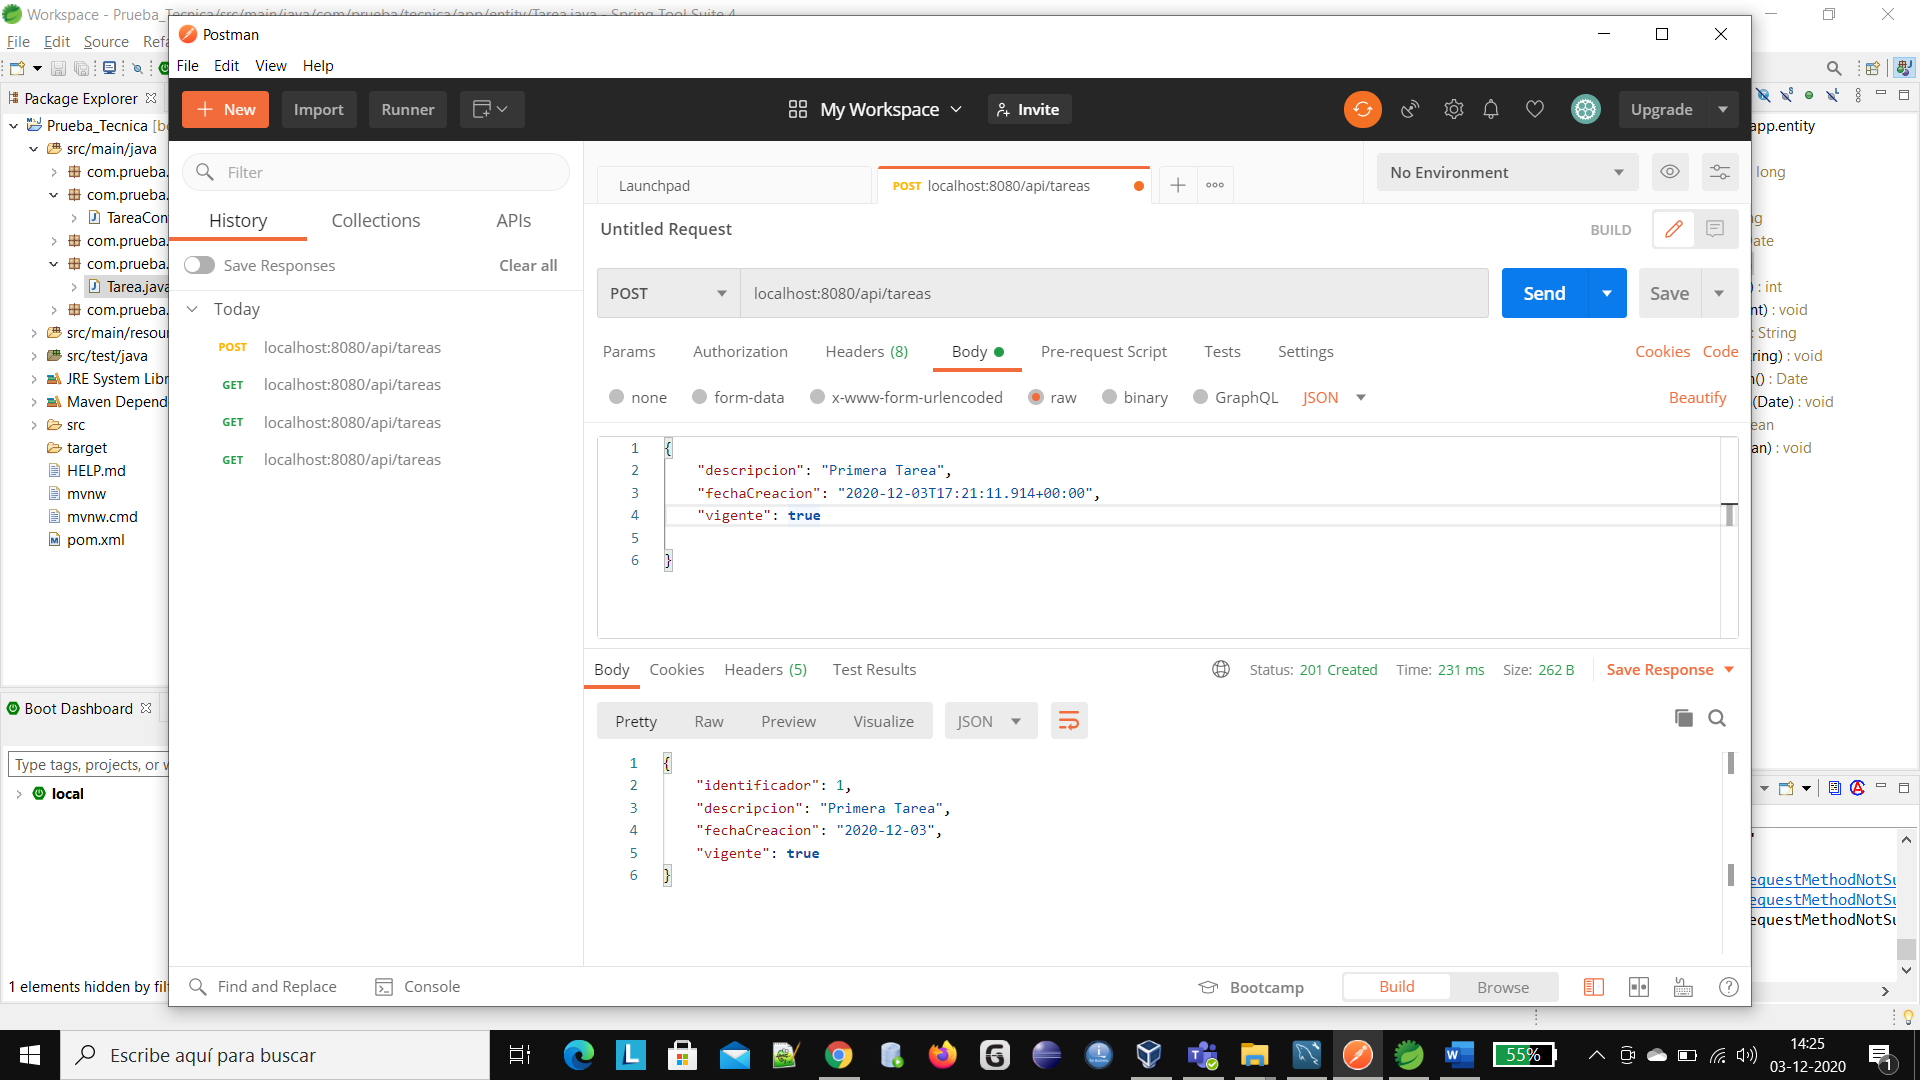 Workspace - Prueba_Tecnica/src/main/java/com/prueba/tecnica/app/entity/Tarea.java - Spring Tool Suite 4
File Edit Source
Package Explorer
Prueba_Tecnica
src/main/java
com.prueba.
com.prueba.
com.prueba.
com.prueba.
Tarea.java
com.prueba.
src/main/
src/test/java
JRE System
Maven
src
target
HELP.md
mvnw
mvnw.cmd
pom.xml
Boot Dashboard
Type tags, projects, or
local
1 elements hidden by
Postman
File Edit View Help
New Import Runner My Workspace Invite Upgrade
Filter
History Collections APIs
Save Responses Clear all
Today
POST localhost:8080/api/tareas
GET localhost:8080/api/tareas
GET localhost:8080/api/tareas
GET localhost:8080/api/tareas
Launchpad POST localhost:8080/api/tareas No Environment
Untitled Request BUILD
POST localhost:8080/api/tareas Send Save
Params Authorization Headers (8) Body Pre-request Script Tests Settings Cookies Code
none form-data x-www-form-urlencoded raw binary GraphQL JSON Beautify
1 {
2 "descripcion": "Primera Tarea",
3 "fechaCreacion": "2020-12-03T17:21:11.914+00:00",
4 "vigente": true
5
6 }
Body Cookies Headers (5) Test Results Status: 201 Created Time: 231 ms Size: 262 B Save Response
Pretty Raw Preview Visualize JSON
1 {
2 "identificador": 1,
3 "descripcion": "Primera Tarea",
4 "fechaCreacion": "2020-12-03",
5 "vigente": true
6 }
Find and Replace Console Bootcamp Build Browse
app.entity
long
: int
: void
: String
: void
() : Date
(Date) : void
) : void
Escribe aquí para buscar
55%
14:25
03-12-2020
1